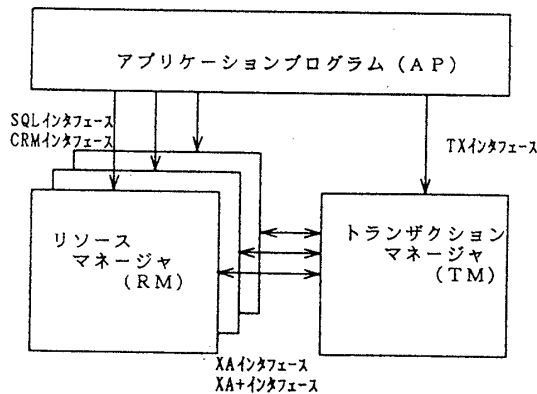 アプリケーションプログラム(AP)
SQLインタフェース
CRMインタフェース
TXインタフェース
リソース
マネージャ
(RM)
トランザクション
マネージャ
(TM)
XAインタフェース
XA+インタフェース